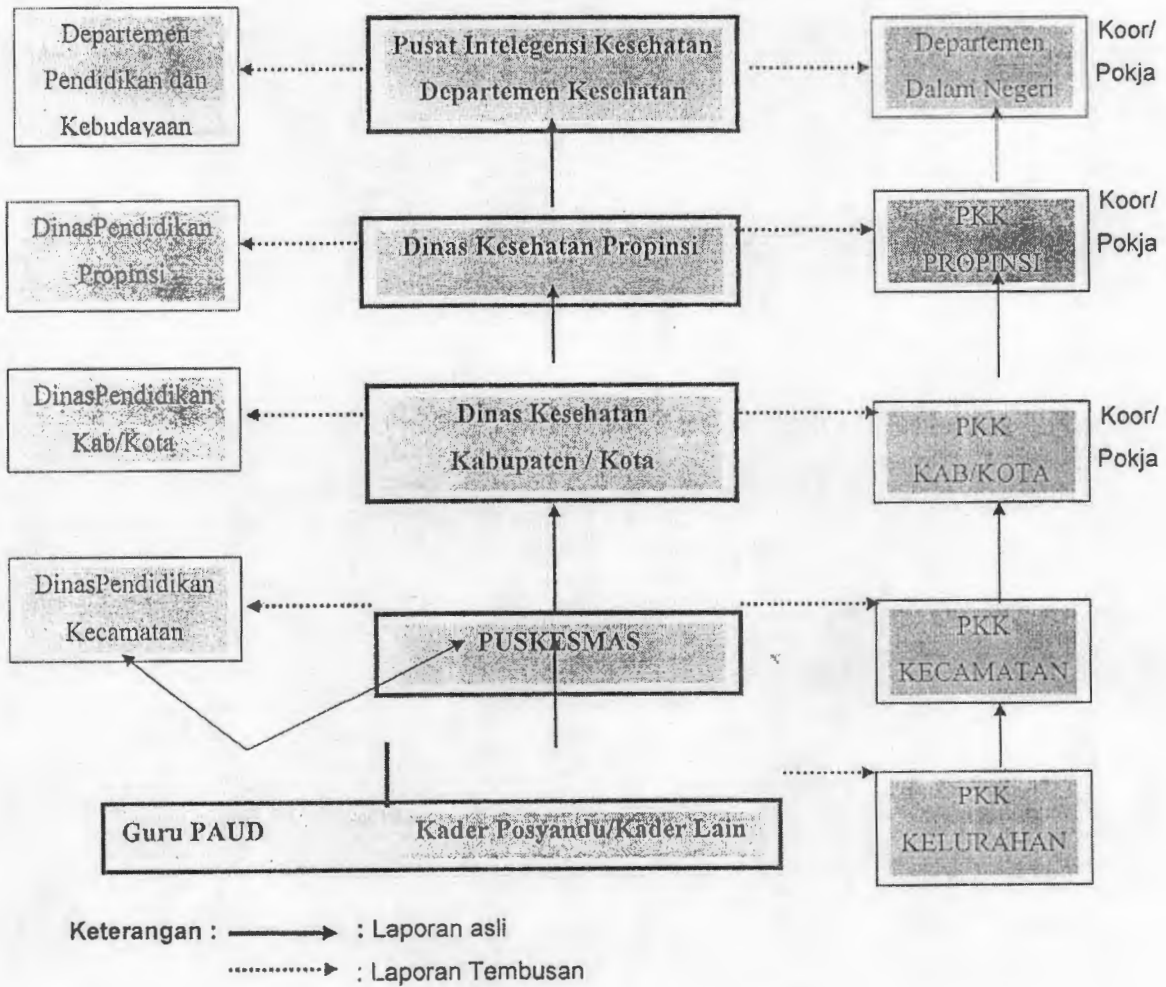 Departemen
Pendidikan dan
Kebudayaan
Pusat Intelegensi Kesehatan
Departemen Kesehatan
Departemen
Dalam Negeri
Koor/
Pokja
DinasPendidikan
Propinsi
Dinas Kesehatan Propinsi
PKK
PROPINSI
Koor/
Pokja
DinasPendidikan
Kab/Kota
Dinas Kesehatan
Kabupaten / Kota
PKK
KAB/KOTA
Koor/
Pokja
DinasPendidikan
Kecamatan
PUSKESMAS
PKK
KECAMATAN
Guru PAUD
Kader Posyandu/Kader Lain
PKK
KELURAHAN
Keterangan :
: Laporan asli
: Laporan Tembusan